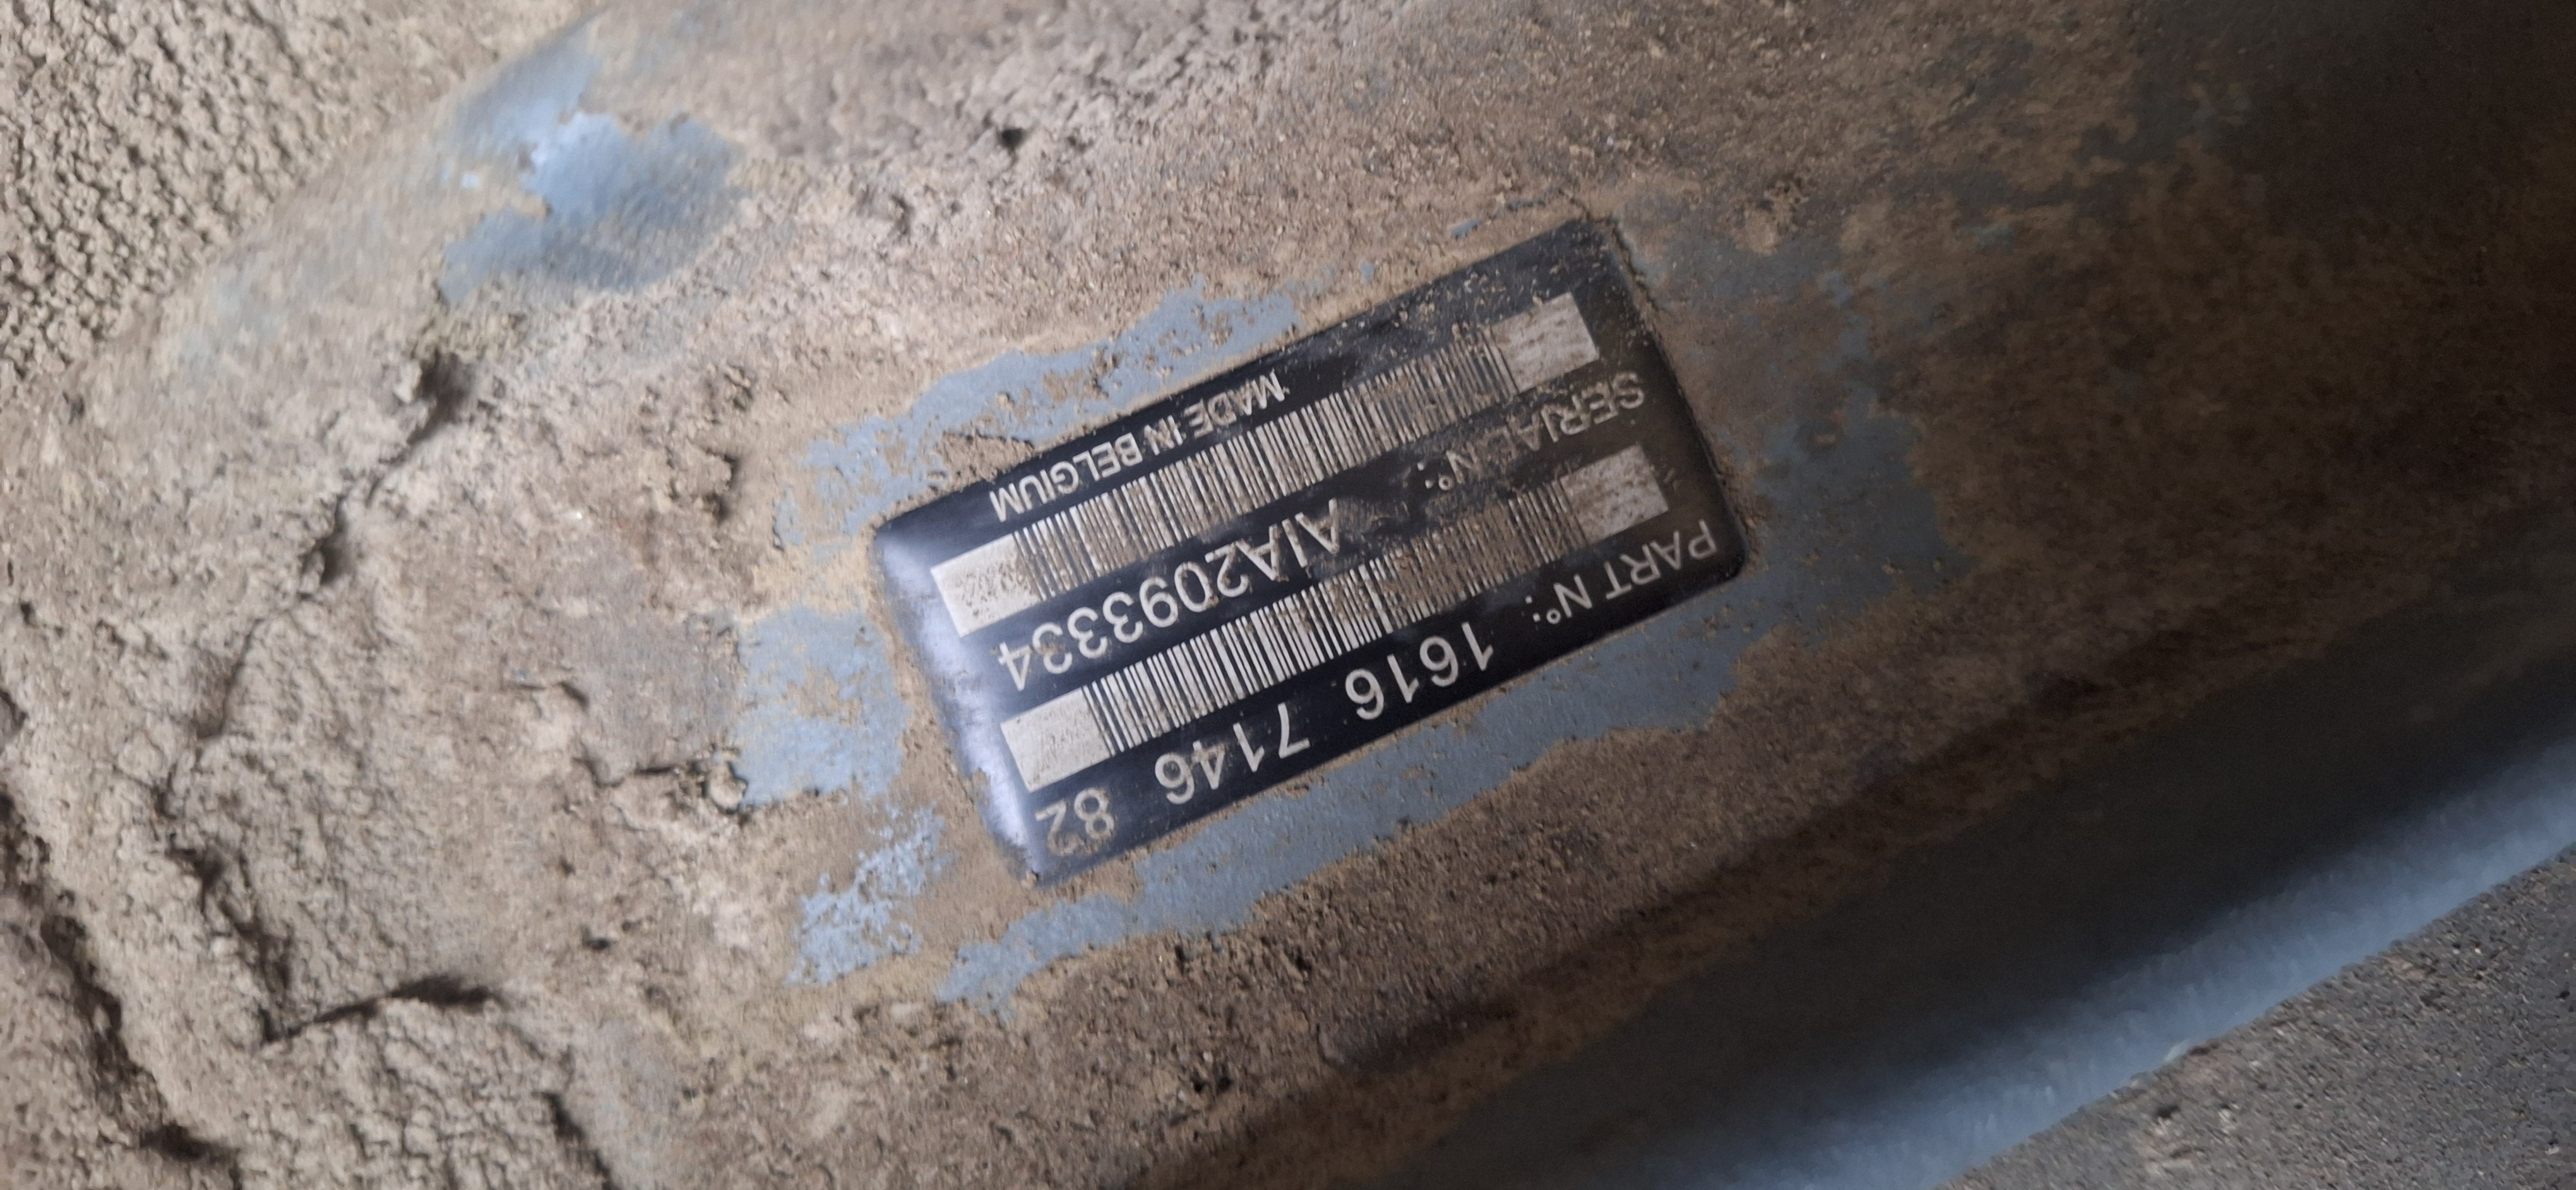 PART N°: 1616 7146 82
SERIAL N°: AIA2093334
MADE IN BELGIUM